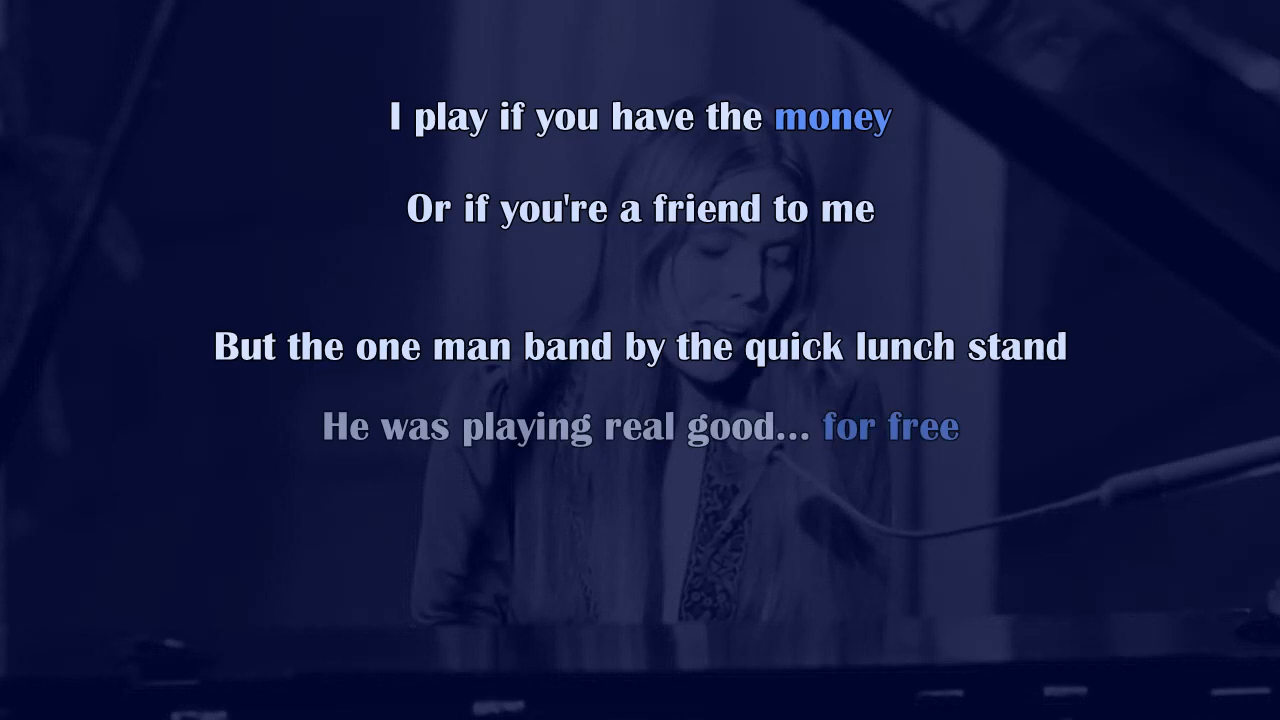 I play if you have the money
Or if you're a friend to me
But the one man band by the quick lunch stand
He was playing real good... for free